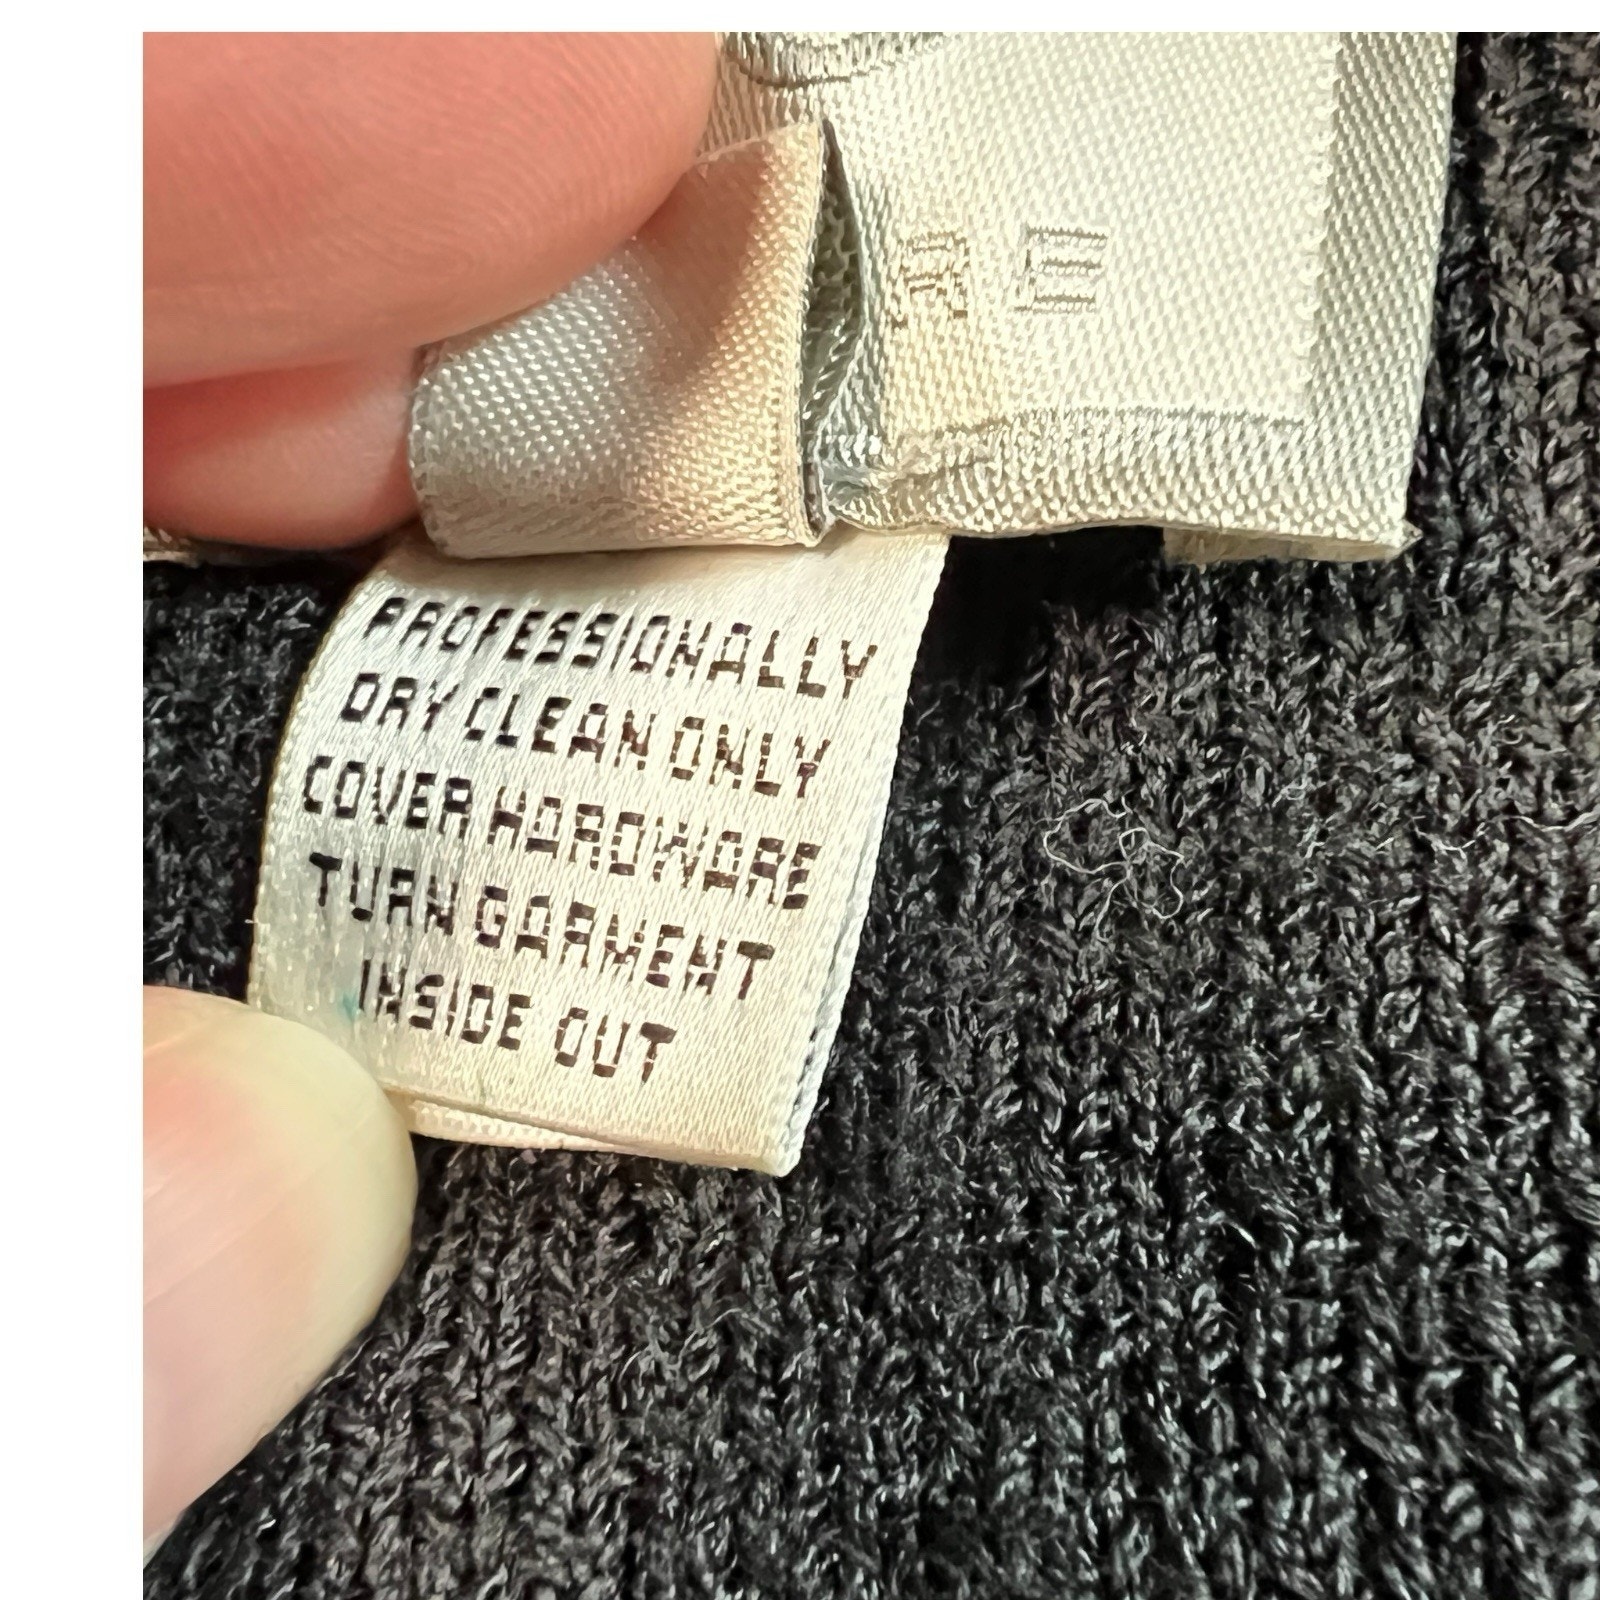 R E
PROFESSIONALLY
DRY CLEAN ONLY
COVER HARDWARE
TURN GARMENT
INSIDE OUT